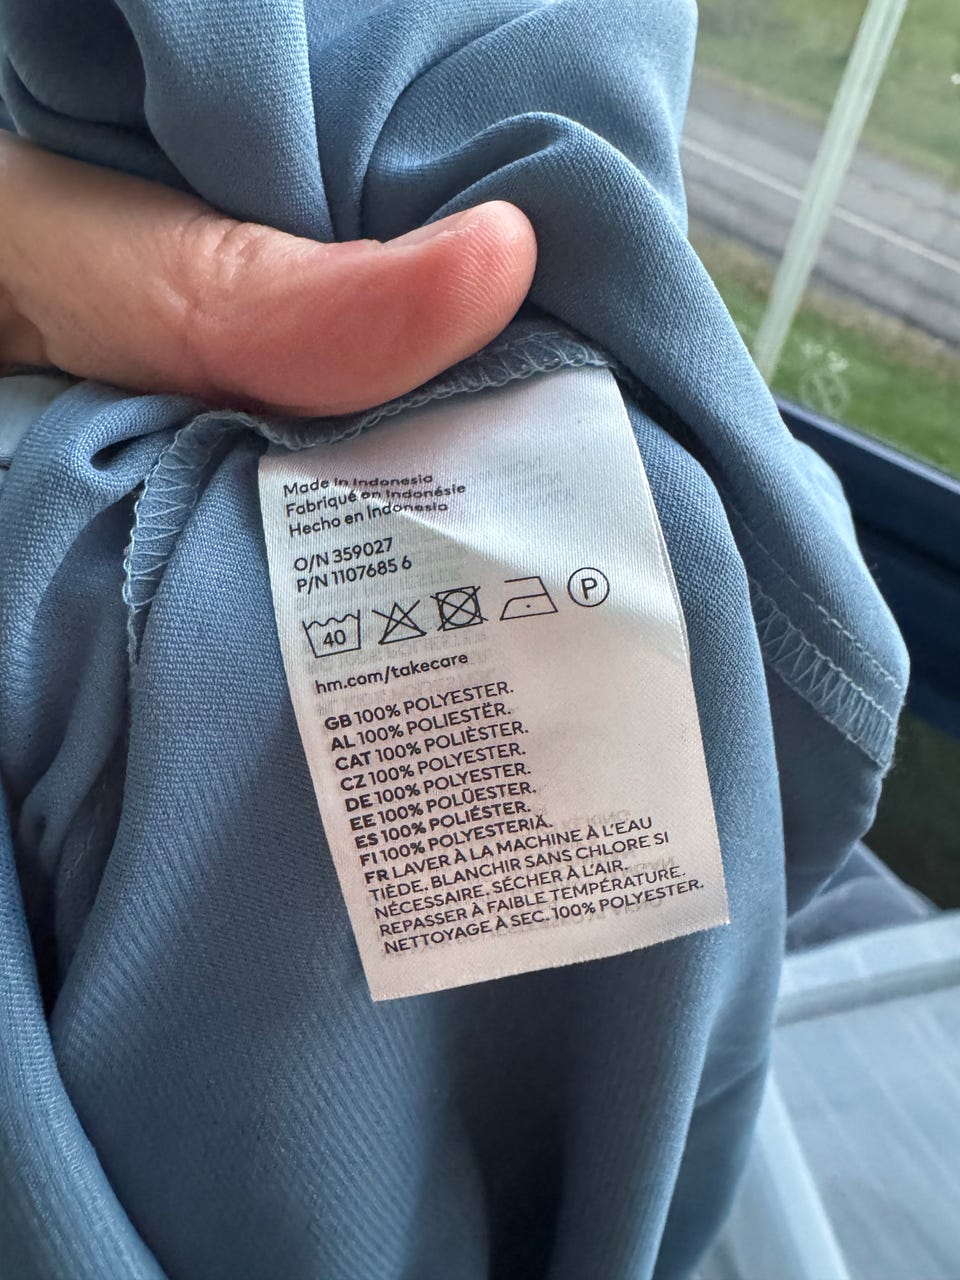 Made in Indonesia
Fabriqué en Indonésie
Hecho en Indonesia
O/N 359027
P/N 1107685 6
40 P
hm.com/takecare
GB 100% POLYESTER.
AL 100% POLIESTËR.
CAT 100% POLIÈSTER.
CZ 100% POLYESTER.
DE 100% POLYESTER.
EE 100% POLÜESTER.
ES 100% POLIÉSTER.
FI 100% POLYESTERIÄ.
FR LAVER À LA MACHINE À L'EAU
TIÈDE. BLANCHIR SANS CHLORE SI
NÉCESSAIRE. SÉCHER À L'AIR.
REPASSER À FAIBLE TEMPÉRATURE.
NETTOYAGE À SEC. 100% POLYESTER.